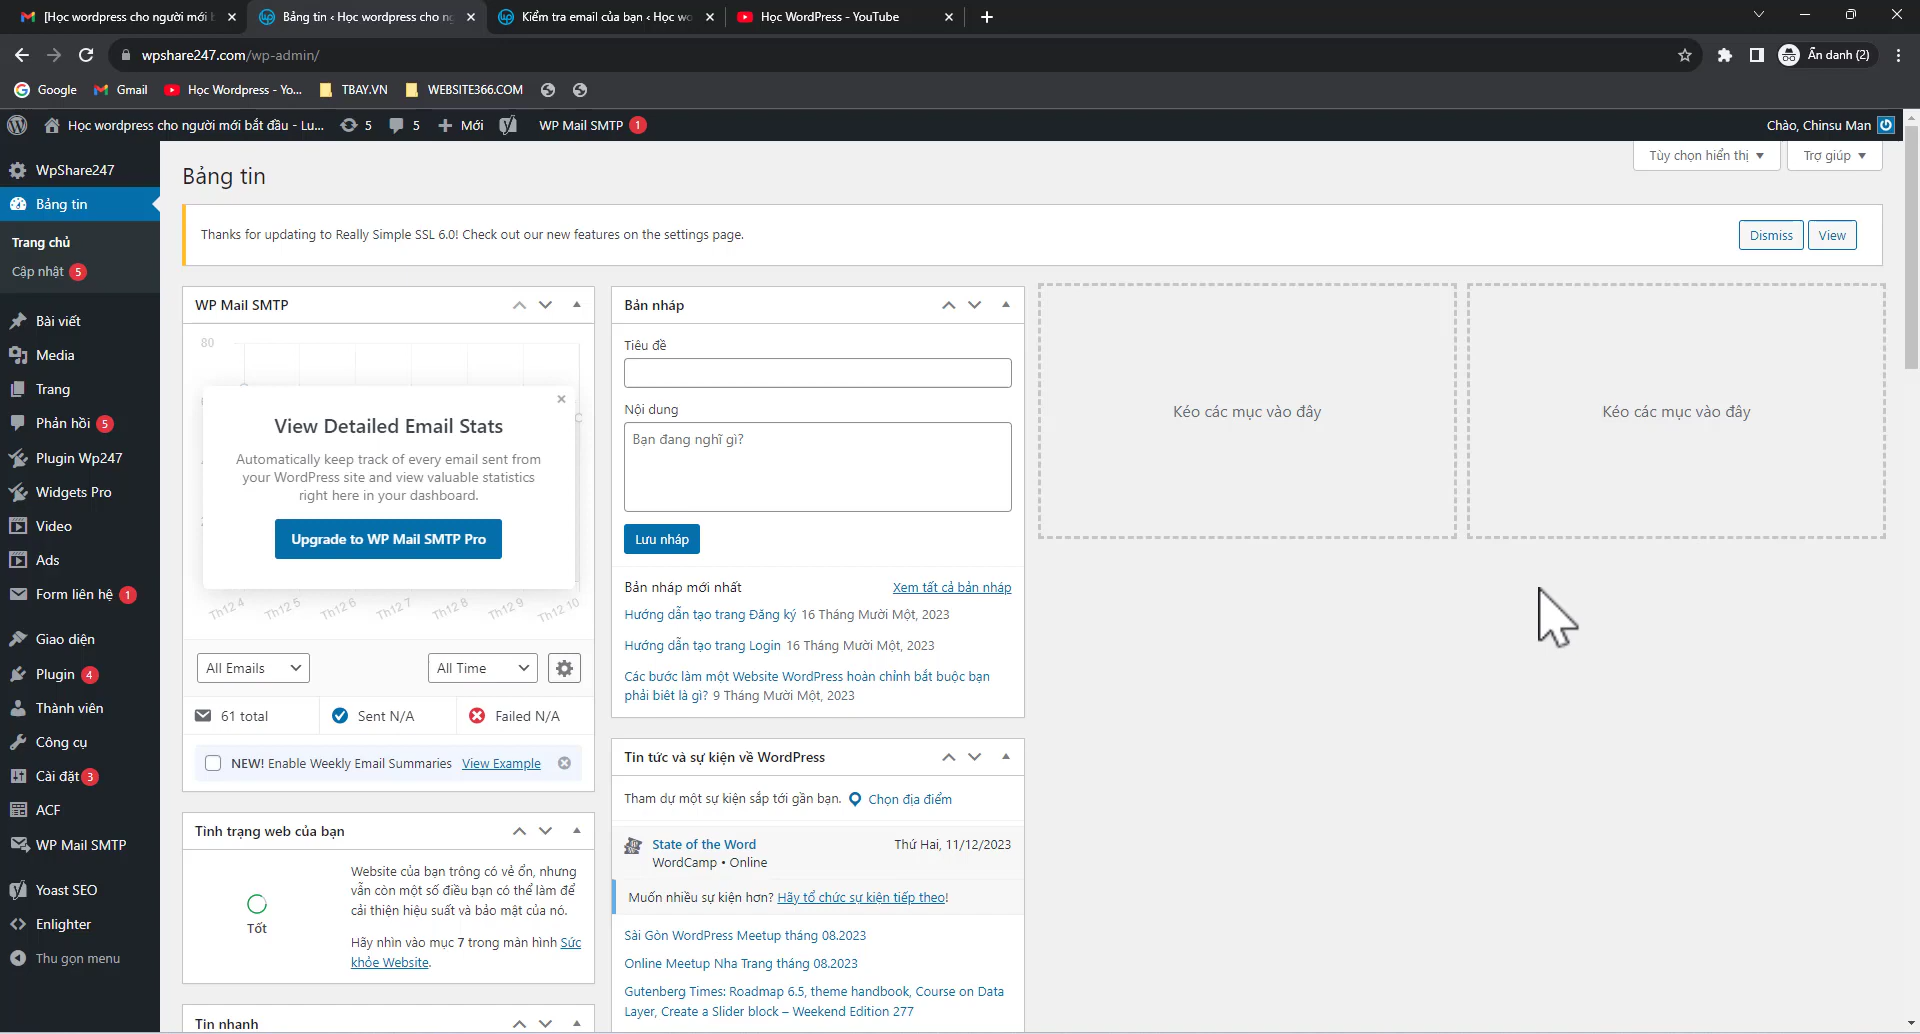 [Học wordpress cho người mới b
Bảng tin ‹ Học wordpress cho ng
Kiểm tra email của bạn ‹ Học wo
Học WordPress - YouTube
wpshare247.com/wp-admin/
Ẩn danh (2)
Google
Gmail
Học Wordpress - Yo...
TBAY.VN
WEBSITE366.COM
Học wordpress cho người mới bắt đầu - Lu...
5
5
Mới
WP Mail SMTP 1
Chào, Chinsu Man
WpShare247
Bảng tin
Trang chủ
Cập nhật 5
Bài viết
Media
Trang
Phản hồi 5
Plugin Wp247
Widgets Pro
Video
Ads
Form liên hệ 1
Giao diện
Plugin 4
Thành viên
Công cụ
Cài đặt 3
ACF
WP Mail SMTP
Yoast SEO
Enlighter
Thu gọn menu
Tùy chọn hiển thị
Trợ giúp
Bảng tin
Thanks for updating to Really Simple SSL 6.0! Check out our new features on the settings page.
Dismiss
View
WP Mail SMTP
80
View Detailed Email Stats
Automatically keep track of every email sent from
your WordPress site and view valuable statistics
right here in your dashboard.
Upgrade to WP Mail SMTP Pro
Th12 4
Th12 5
Th12 6
Th12 7
Th12 8
Th12 9
Th12 10
All Emails
All Time
61 total
Sent N/A
Failed N/A
NEW! Enable Weekly Email Summaries View Example
Tình trạng web của bạn
Tốt
Website của bạn trông có vẻ ổn, nhưng
vẫn còn một số điều bạn có thể làm để
cải thiện hiệu suất và bảo mật của nó.
Hãy nhìn vào mục 7 trong màn hình Sức
khỏe Website.
Tin nhanh
Bản nháp
Tiêu đề
Nội dung
Bạn đang nghĩ gì?
Lưu nháp
Bản nháp mới nhất
Xem tất cả bản nháp
Hướng dẫn tạo trang Đăng ký 16 Tháng Mười Một, 2023
Hướng dẫn tạo trang Login 16 Tháng Mười Một, 2023
Các bước làm một Website WordPress hoàn chỉnh bắt buộc bạn
phải biết là gì? 9 Tháng Mười Một, 2023
Tin tức và sự kiện về WordPress
Tham dự một sự kiện sắp tới gần bạn. Chọn địa điểm
State of the Word
Thứ Hai, 11/12/2023
WordCamp • Online
Muốn nhiều sự kiện hơn? Hãy tổ chức sự kiện tiếp theo!
Sài Gòn WordPress Meetup tháng 08.2023
Online Meetup Nha Trang tháng 08.2023
Gutenberg Times: Roadmap 6.5, theme handbook, Course on Data
Layer, Create a Slider block – Weekend Edition 277
Kéo các mục vào đây
Kéo các mục vào đây